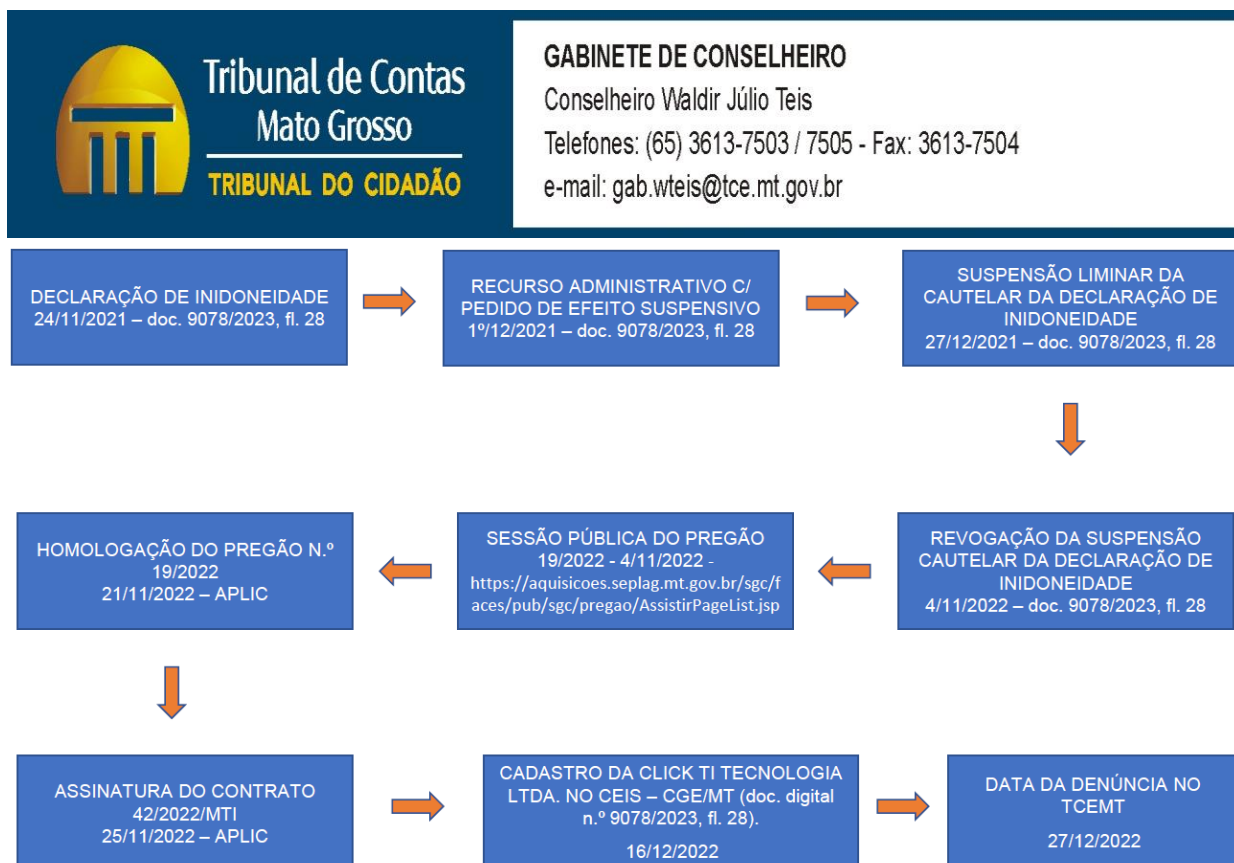 Tribunal de Contas
Mato Grosso
TRIBUNAL DO CIDADÃO
GABINETE DE CONSELHEIRO
Conselheiro Waldir Júlio Teis
Telefones: (65) 3613-7503 / 7505 - Fax: 3613-7504
e-mail: gab.wteis@tce.mt.gov.br
DECLARAÇÃO DE INIDONEIDADE
24/11/2021 – doc. 9078/2023, fl. 28
RECURSO ADMINISTRATIVO C/
PEDIDO DE EFEITO SUSPENSIVO
1º/12/2021 – doc. 9078/2023, fl. 28
SUSPENSÃO LIMINAR DA
CAUTELAR DA DECLARAÇÃO DE
INIDONEIDADE
27/12/2021 – doc. 9078/2023, fl. 28
REVOGAÇÃO DA SUSPENSÃO
CAUTELAR DA DECLARAÇÃO DE
INIDONEIDADE
4/11/2022 – doc. 9078/2023, fl. 28
SESSÃO PÚBLICA DO PREGÃO
19/2022 - 4/11/2022 -
https://aquisicoes.seplag.mt.gov.br/sgc/f
aces/pub/sgc/pregao/AssistirPageList.jsp
HOMOLOGAÇÃO DO PREGÃO N.º
19/2022
21/11/2022 – APLIC
ASSINATURA DO CONTRATO
42/2022/MTI
25/11/2022 – APLIC
CADASTRO DA CLICK TI TECNOLOGIA
LTDA. NO CEIS – CGE/MT (doc. digital
n.º 9078/2023, fl. 28).
16/12/2022
DATA DA DENÚNCIA NO
TCEMT
27/12/2022